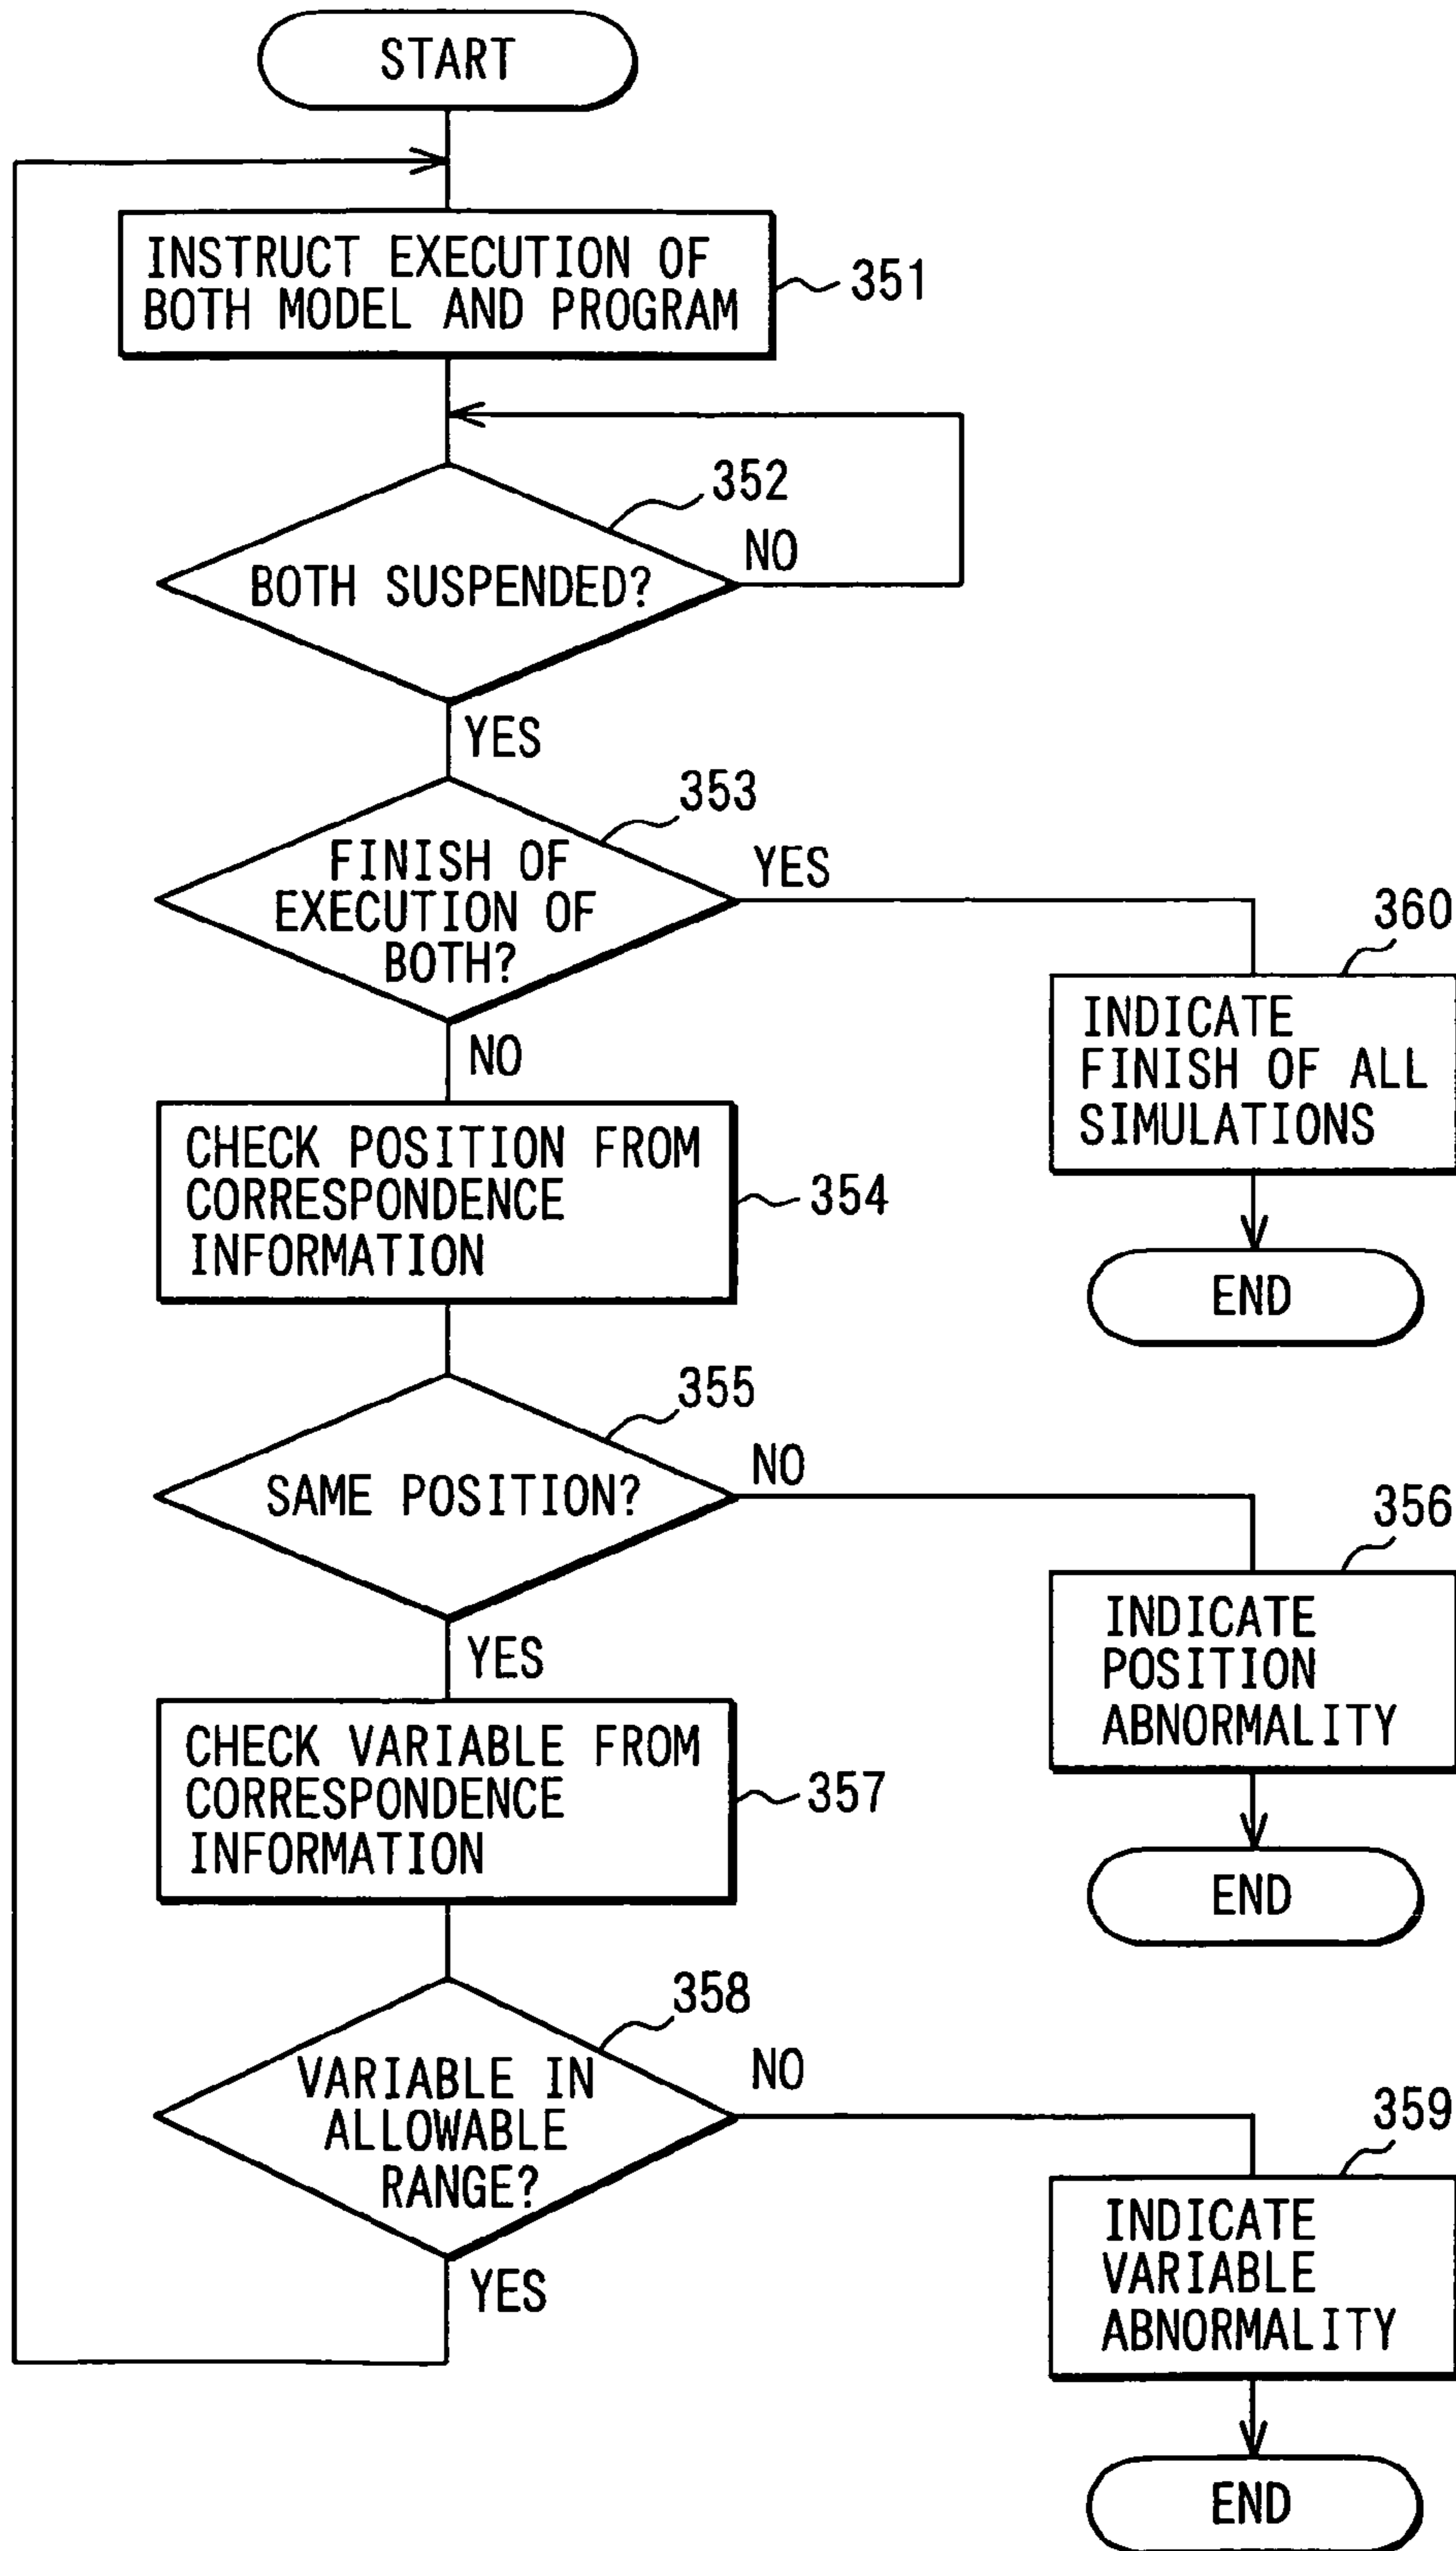 START
INSTRUCT EXECUTION OF
BOTH MODEL AND PROGRAM
351
352
BOTH SUSPENDED?
NO
YES
353
FINISH OF
EXECUTION OF
BOTH?
YES
NO
360
INDICATE
FINISH OF ALL
SIMULATIONS
END
CHECK POSITION FROM
CORRESPONDENCE
INFORMATION
354
355
SAME POSITION?
NO
YES
356
INDICATE
POSITION
ABNORMALITY
END
CHECK VARIABLE FROM
CORRESPONDENCE
INFORMATION
357
358
VARIABLE IN
ALLOWABLE
RANGE?
NO
YES
359
INDICATE
VARIABLE
ABNORMALITY
END